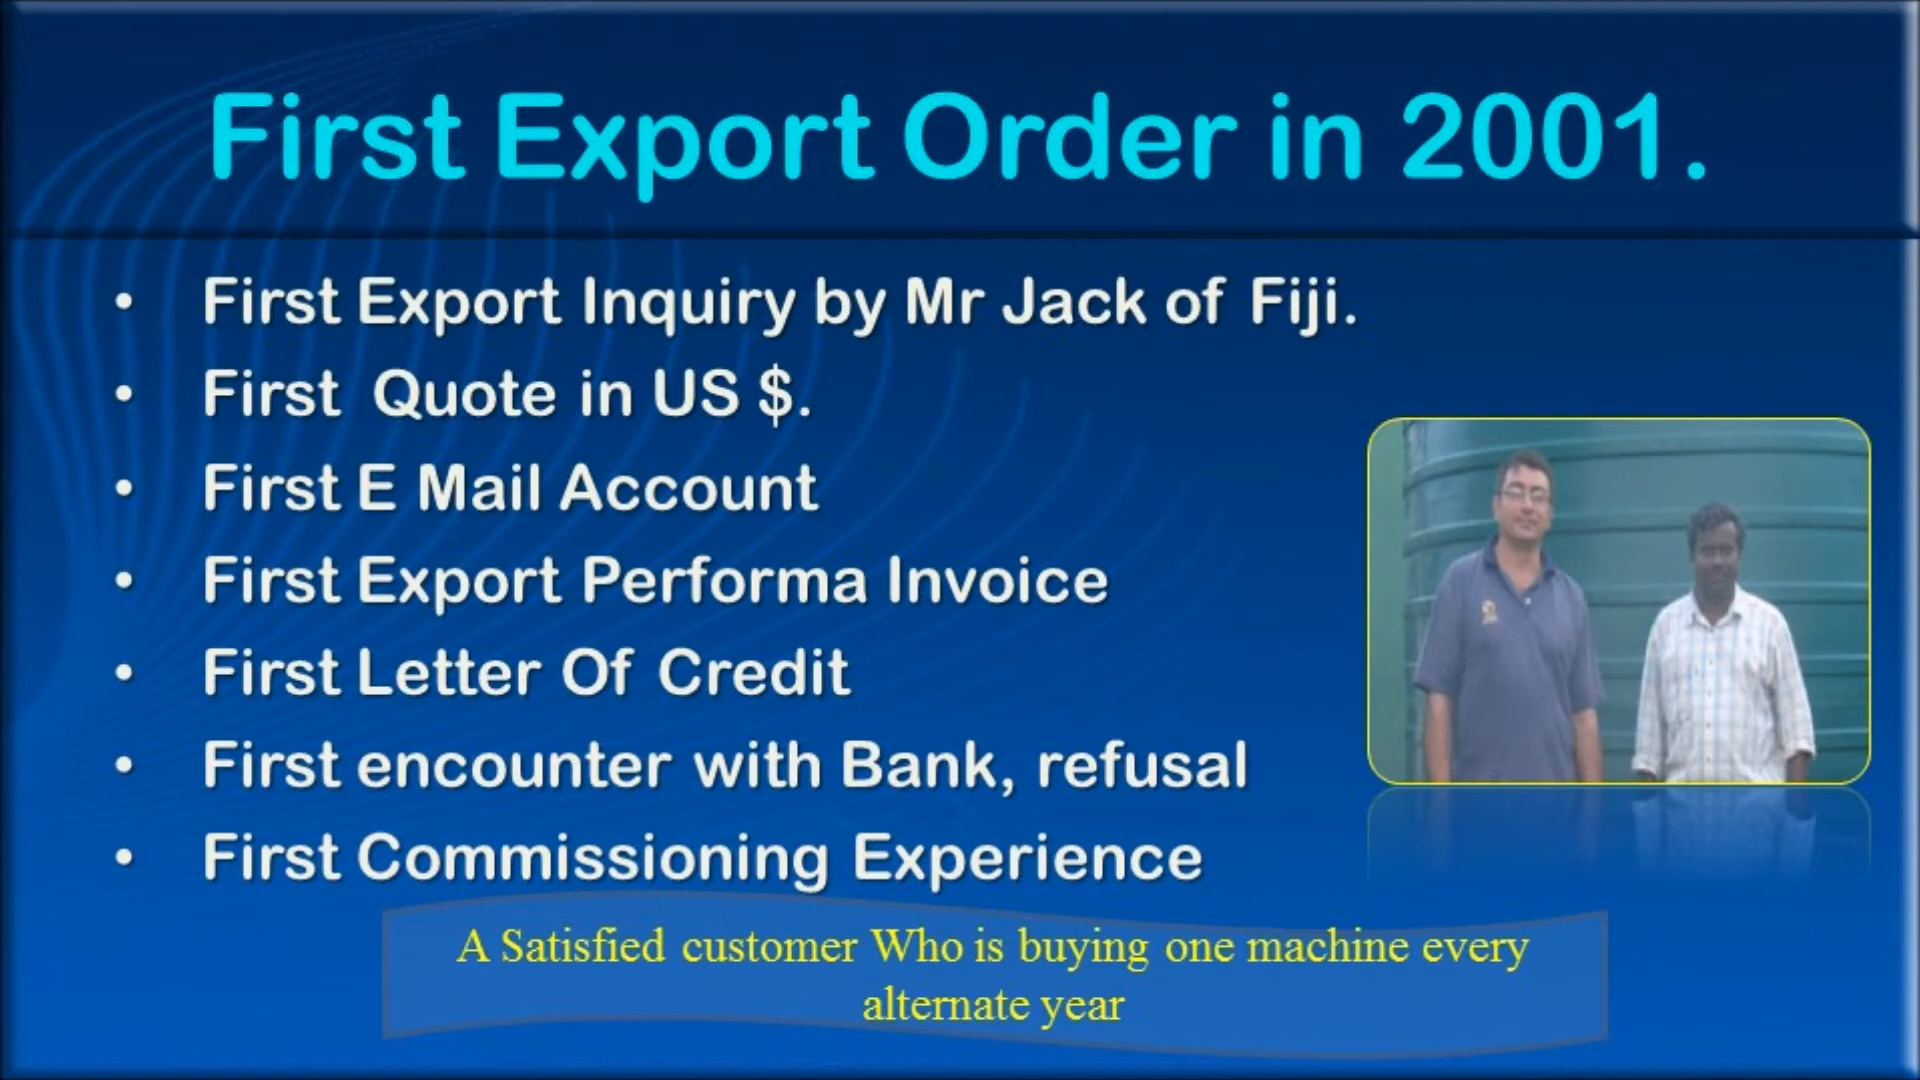 First Export Order in 2001.
• First Export Inquiry by Mr Jack of Fiji.
• First Quote in US $.
• First E Mail Account
• First Export Performa Invoice
• First Letter Of Credit
• First encounter with Bank, refusal
• First Commissioning Experience
A Satisfied customer Who is buying one machine every
alternate year